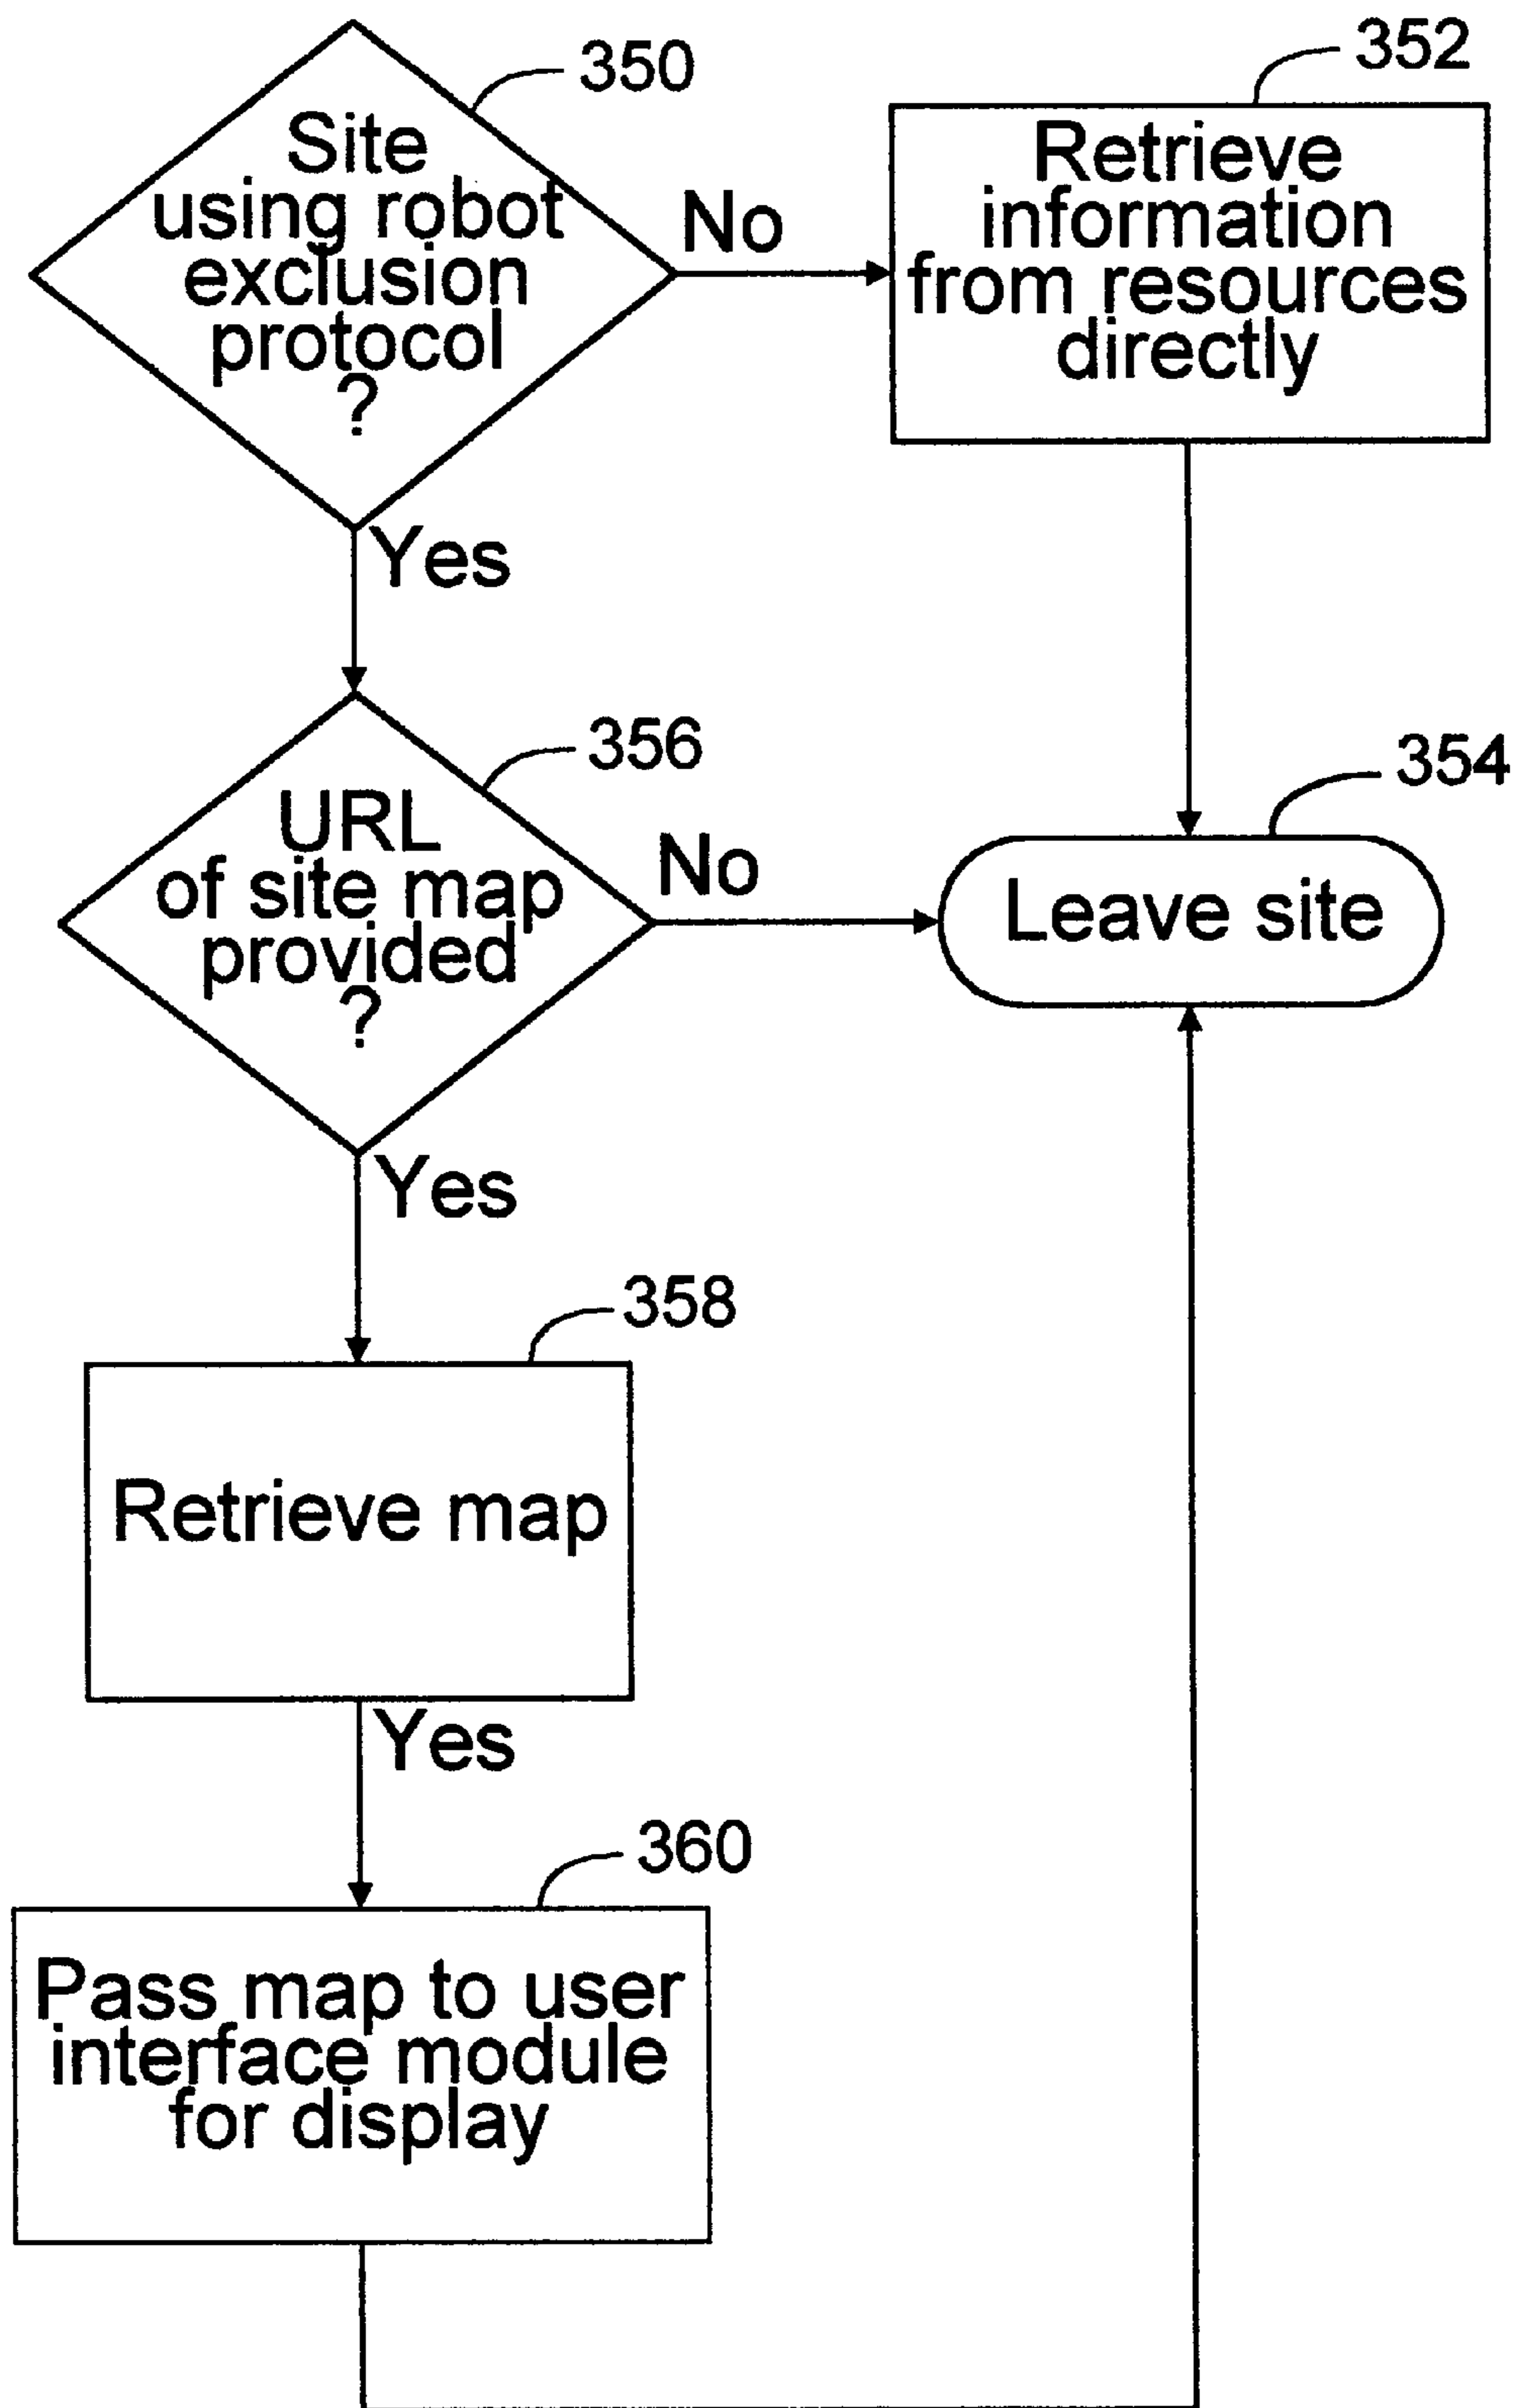 350
Site
using robot
exclusion
protocol
?
No
352
Retrieve
information
from resources
directly
Yes
356
URL
of site map
provided
?
No
354
Leave site
Yes
358
Retrieve map
Yes
360
Pass map to user
interface module
for display